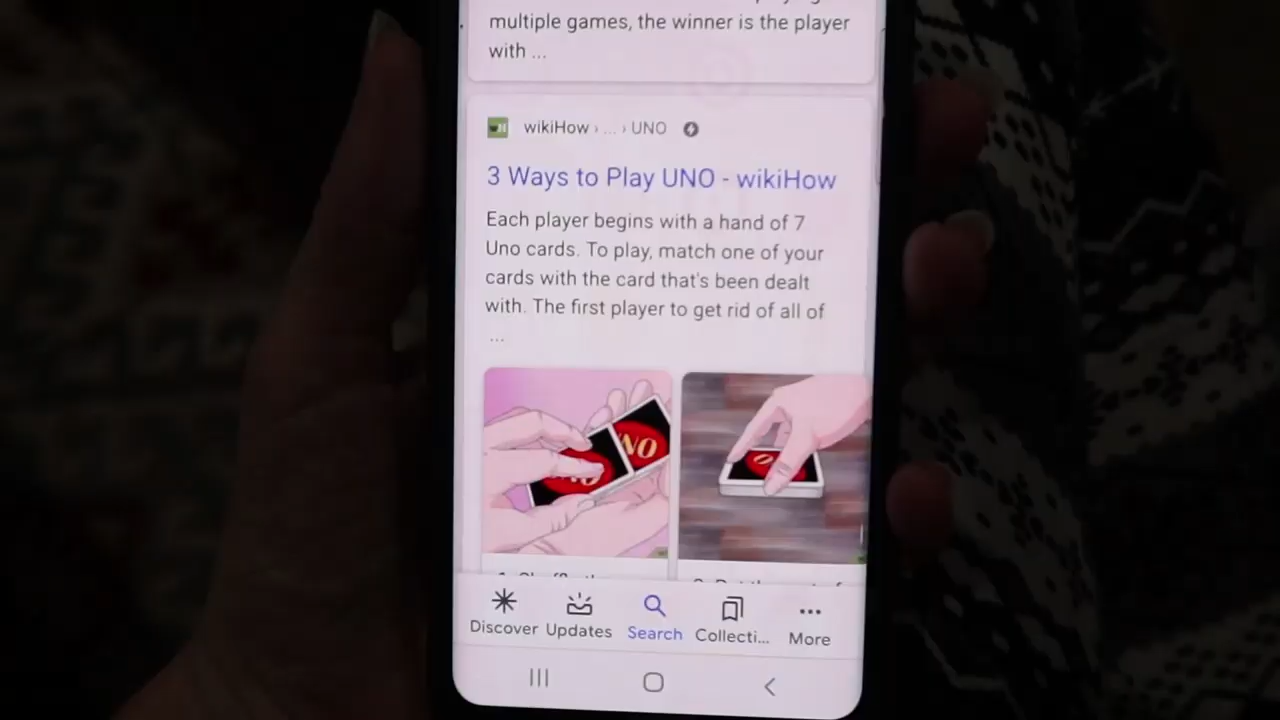 multiple games, the winner is the player
with ...
wikiHow › ... › UNO
3 Ways to Play UNO - wikiHow
Each player begins with a hand of 7
Uno cards. To play, match one of your
cards with the card that's been dealt
with. The first player to get rid of all of
...
UNO
Discover Updates Search Collecti... More